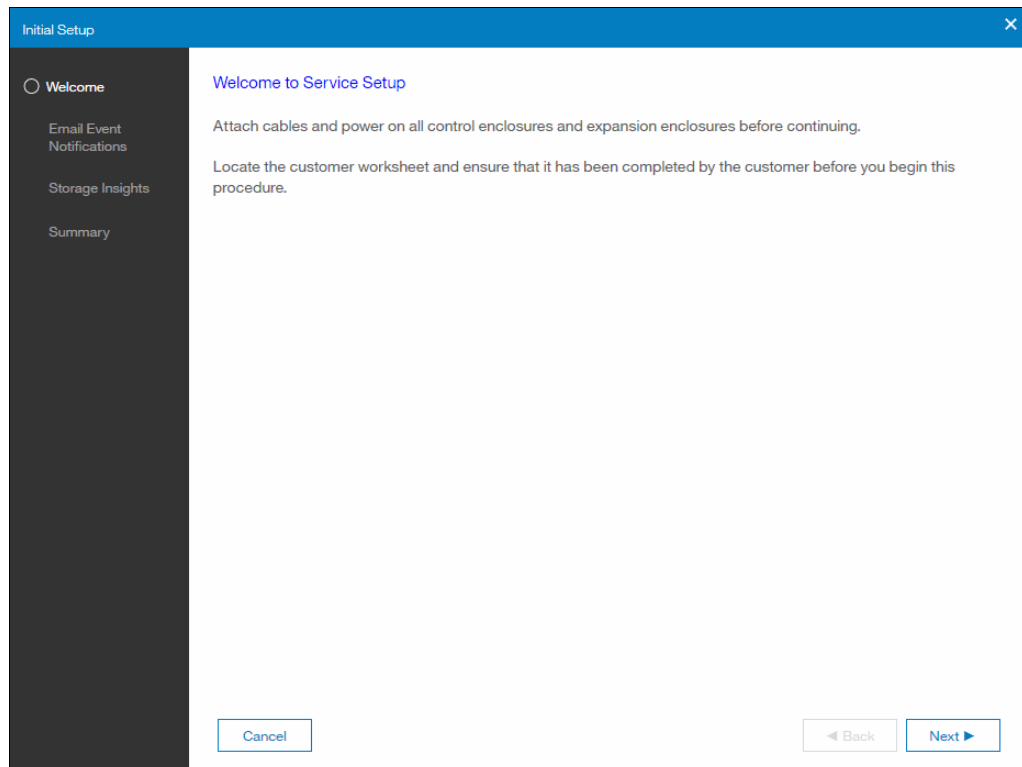 Initial Setup
Welcome
Email Event
Notifications
Storage Insights
Summary
Welcome to Service Setup
Attach cables and power on all control enclosures and expansion enclosures before continuing.
Locate the customer worksheet and ensure that it has been completed by the customer before you begin this
procedure.
Cancel
Back
Next